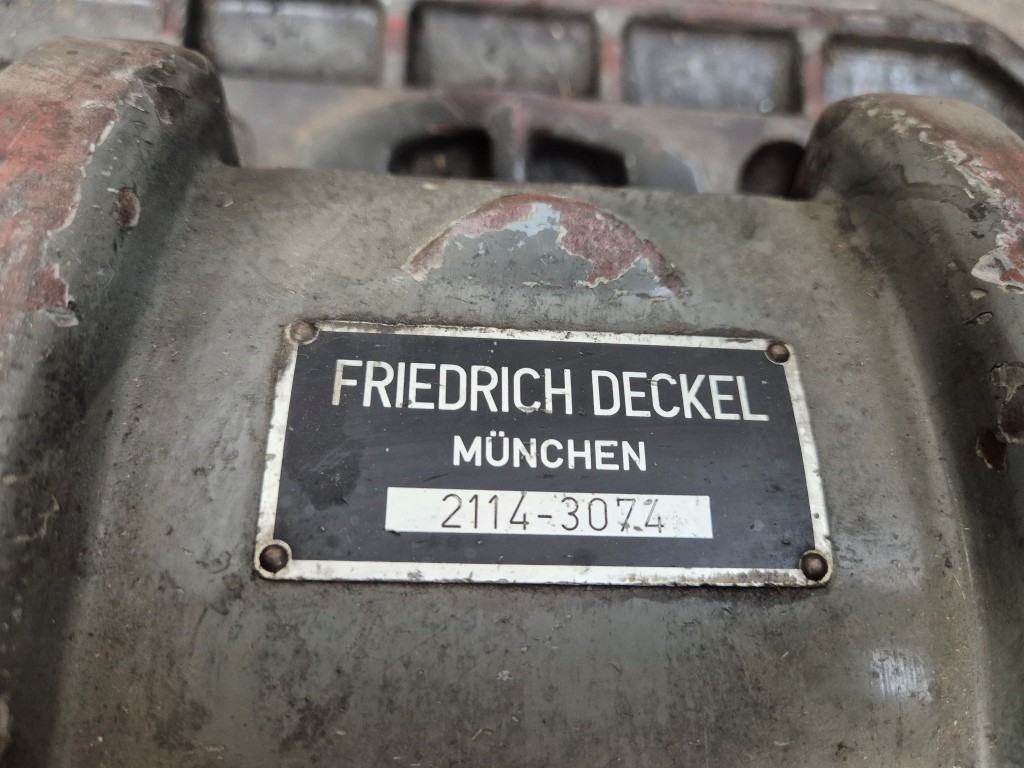 FRIEDRICH DECKEL
MÜNCHEN
2114-3074